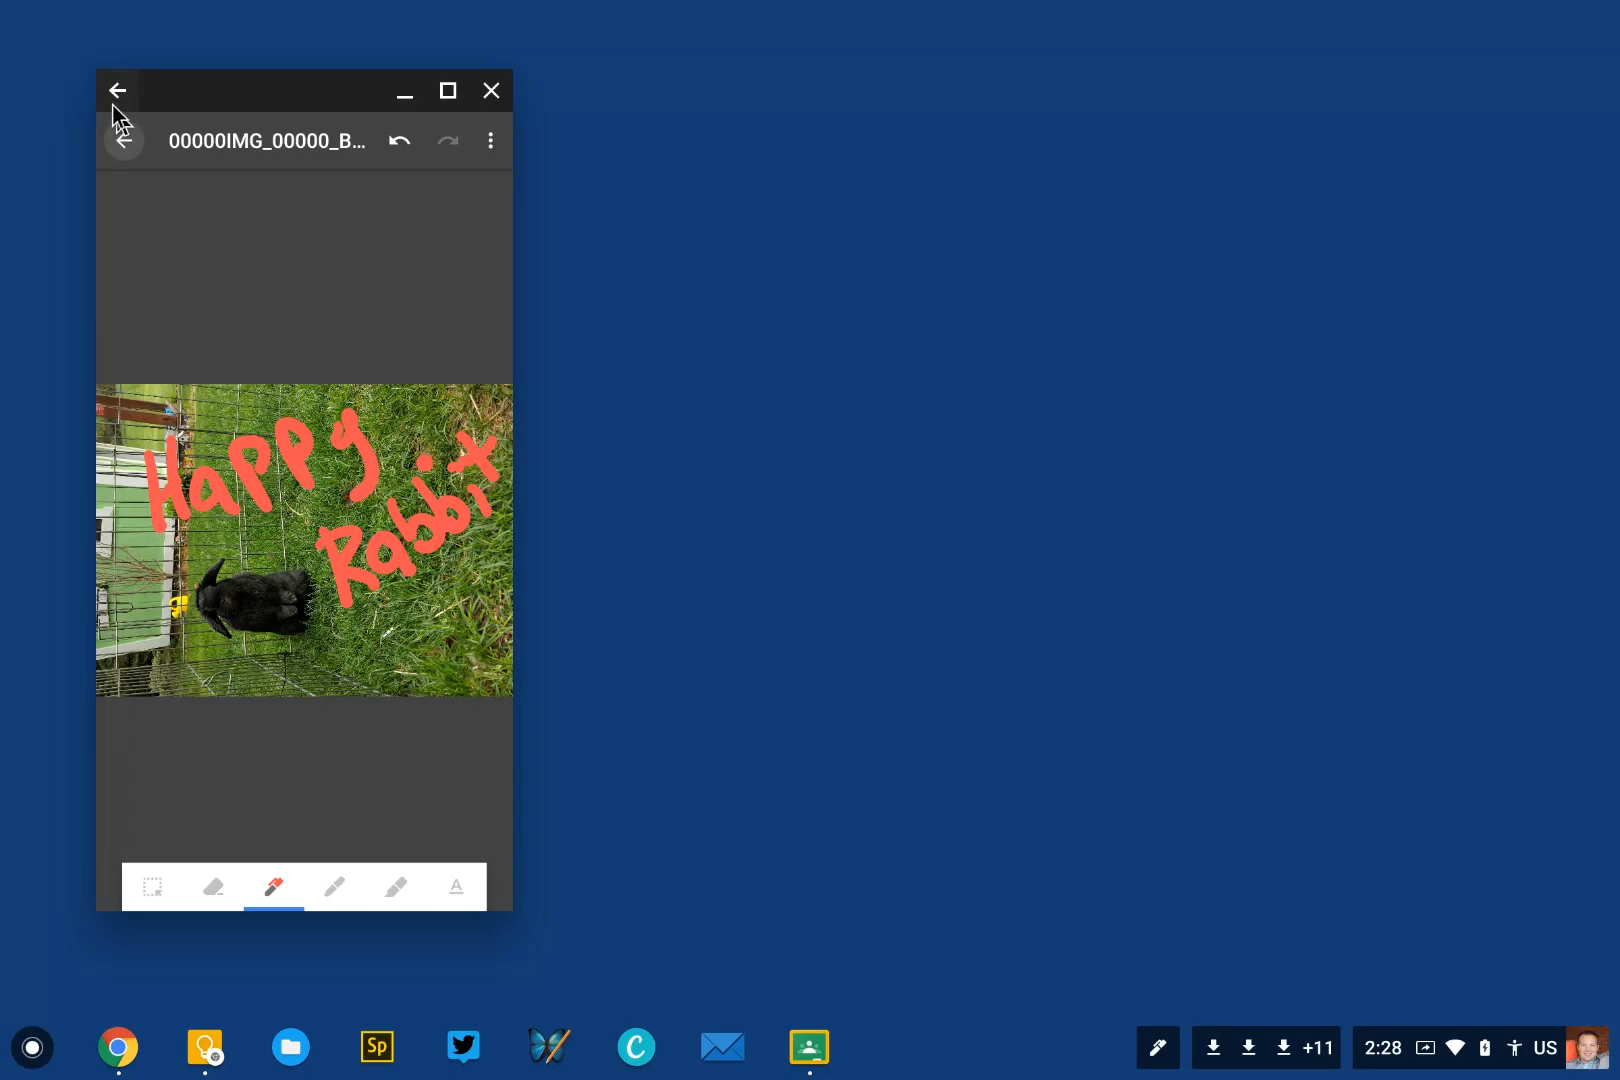 00000IMG_00000_B...
Happy
Rabbit
A
Sp
C
+11
2:28
US